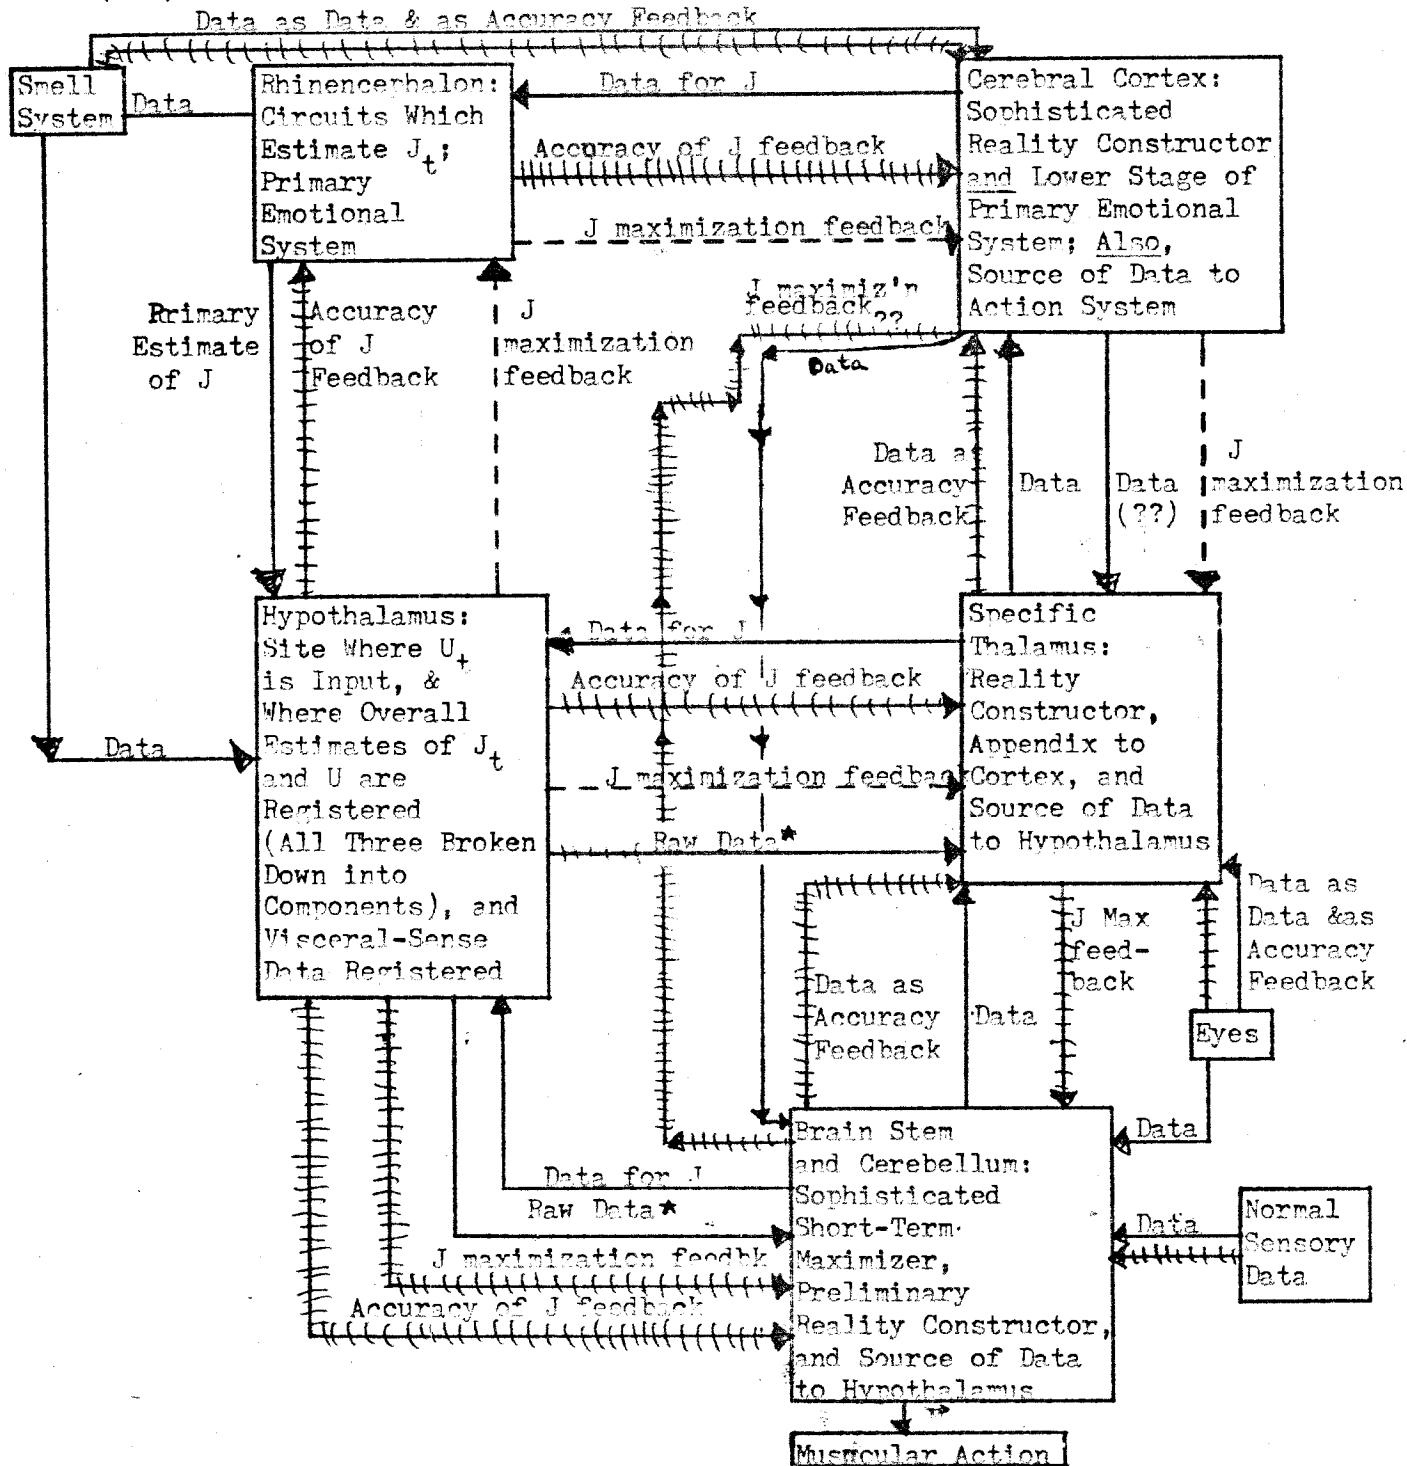 Data as Data & as Accuracy Feedback
Smell
System
Data
Rhinencephalon:
Circuits Which
Estimate Jt;
Primary
Emotional
System
Data for J
Accuracy of J feedback
J maximization feedback
Cerebral Cortex:
Sophisticated
Reality Constructor
and Lower Stage of
Primary Emotional
System; Also,
Source of Data to
Action System
Primary
Estimate
of J
Accuracy
of J
Feedback
J
maximization
feedback
J maximiz'n
feedback??
Data
Data as
Accuracy
Feedback
Data
Data
(??)
J
maximization
feedback
Data
Hypothalamus:
Site Where Ut
is Input, &
Where Overall
Estimates of Jt
and U are
Registered
(All Three Broken
Down into
Components), and
Visceral-Sense
Data Registered
Data for J
Accuracy of J feedback
J maximization feedback
Raw Data*
Specific
Thalamus:
Reality
Constructor,
Appendix to
Cortex, and
Source of Data
to Hypothalamus
Data as
Accuracy
Feedback
Data
J Max
feed-
back
Data as
Data &as
Accuracy
Feedback
Eyes
Data
Data for J
Raw Data*
J maximization feedbk
Accuracy of J feedback
Brain Stem
and Cerebellum:
Sophisticated
Short-Term
Maximizer,
Preliminary
Reality Constructor,
and Source of Data
to Hypothalamus
Data
Normal
Sensory
Data
Muscular Action